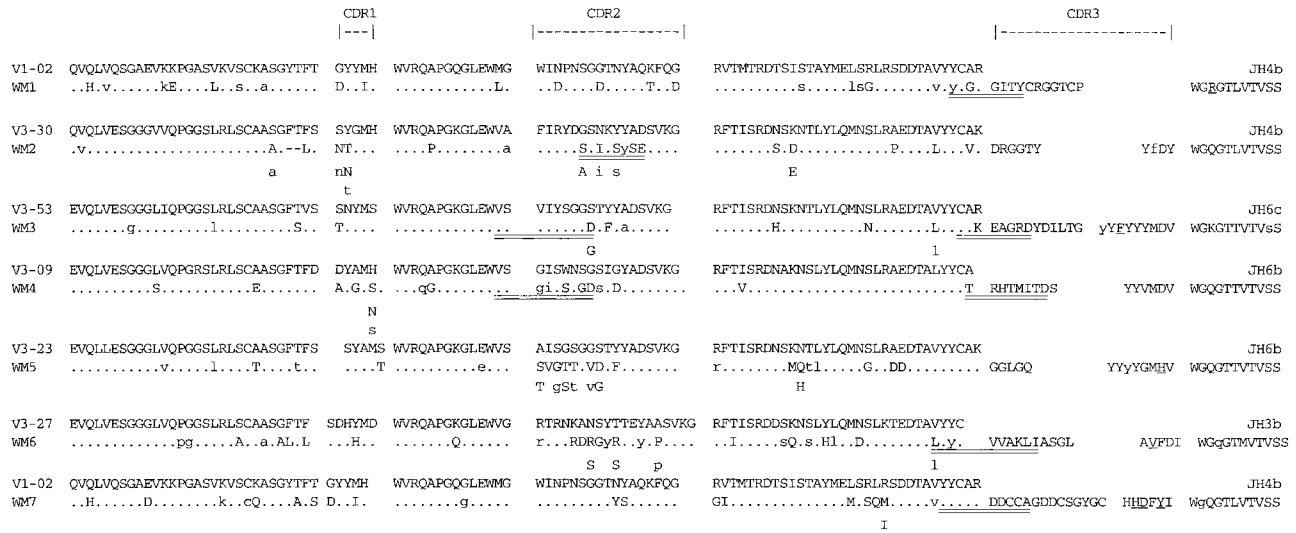 CDR1 CDR2 CDR3
|---| |-----------------| |--------------------|
V1-02 QVQLVQSGAEVKKPGASVKVSCKASGYTFT GYYMH WVRQAPGQGLEWMG WINPNSGGTNYAQKFQG RVTMTRDTSISTAYMELSRLRSDDTAVYYCAR JH4b
WM1 ..H.v......kE....L..s..a...... D.I. ............L. ...D....D.....T..D ..........s.....lsG.......v..y.G. GITYCRGGTCP WGRGTLVTVSS
V3-30 QVQLVESGGGVVQPGGSLRLSCAASGFTFS SYGMH WVRQAPGKGLEWVA FIRYDGSNKYYADSVKG RFTISRDNSKNTLYLQMNSLRAEDTAVYYCAK JH4b
WM2 .v......................A.--.L. NT... ....P........a .....S.I.SySE.... .......S.D...........P....L...V. DRGGTY YfDY WGQGTLVTVSS
a nN A i s E
t
V3-53 EVQLVESGGGLIQPGGSLRLSCAASGFTVS SNYMS WVRQAPGKGLEWVS VIYSGGSTYYADSVKG RFTISRDNSKNTLYLQMNSLRAEDTAVYYCAR JH6c
WM3 .......g.........l..........S.. T.... .............. ......D.F.a..... .......H..........N.......L....K EAGRDYDILTG yYFYYYMDV WGKGTTVTVsS
G l
V3-09 EVQLVESGGGLVQPGRSLRLSCAASGRTFD DYAMH WVRQAPGKGLEWVS GISWNSGSIGYADSVKG RFTISRDNAKNSLYLQMNSLRAEDTALYYCA JH6b
WM4 ..........S...........E....... A.G.S. ...qG......... gi.S.GDs.D....... ...V........................... T RHTMITDS YYVMDV WGQGTTVTVSS
N
s
V3-23 EVQLLESGGGLVQPGGSLRLSCAASGFTFS SYAMS WVRQAPGKGLEWVS AISGSGGSTYYADSVKG RFTISRDNSKNTLYLQMNSLRAEDTAVYYCAK JH6b
WM5 ...........v.....l....T....t.. ....T ...........e.. SVGTT.VD.F....... r........MQtl......G..DD......... GGLGQ YYyYGMHV WGQGTTVTVSS
T gSt vG H
V3-27 EVQLVESGGGLVQPGGSLRLSCAASGFTF SDHYMD WVRQAPGKGLEWVG RTRNKANSYTTEYAASVKG RFTISRDDSKNSLYLQMNSLKTEDTAVYYC JH3b
WM6 .............pg.....A..a.AL.L ..H... .......Q...... r...RDRGyR..y.P.... ..I.....sQ.s.Hl..D........L.y. VVAKLIASGL AVFDI WGqGTMVTVSS
S S p l
V1-02 QVQLVQSGAEVKKPGASVKVSCKASGYTFT GYYMH WVRQAPGQGLEWMG WINPNSGGTNYAQKFQG RVTMTRDTSISTAYMELSRLRSDDTAVYYCAR JH4b
WM7 ..H......D........k..cQ....A.S D..I. ........g..... .........YS...... GI..............M.SQM......v..... DDCCAGDDCSGYGC HHDFYI WgQGTLVTVSS
I